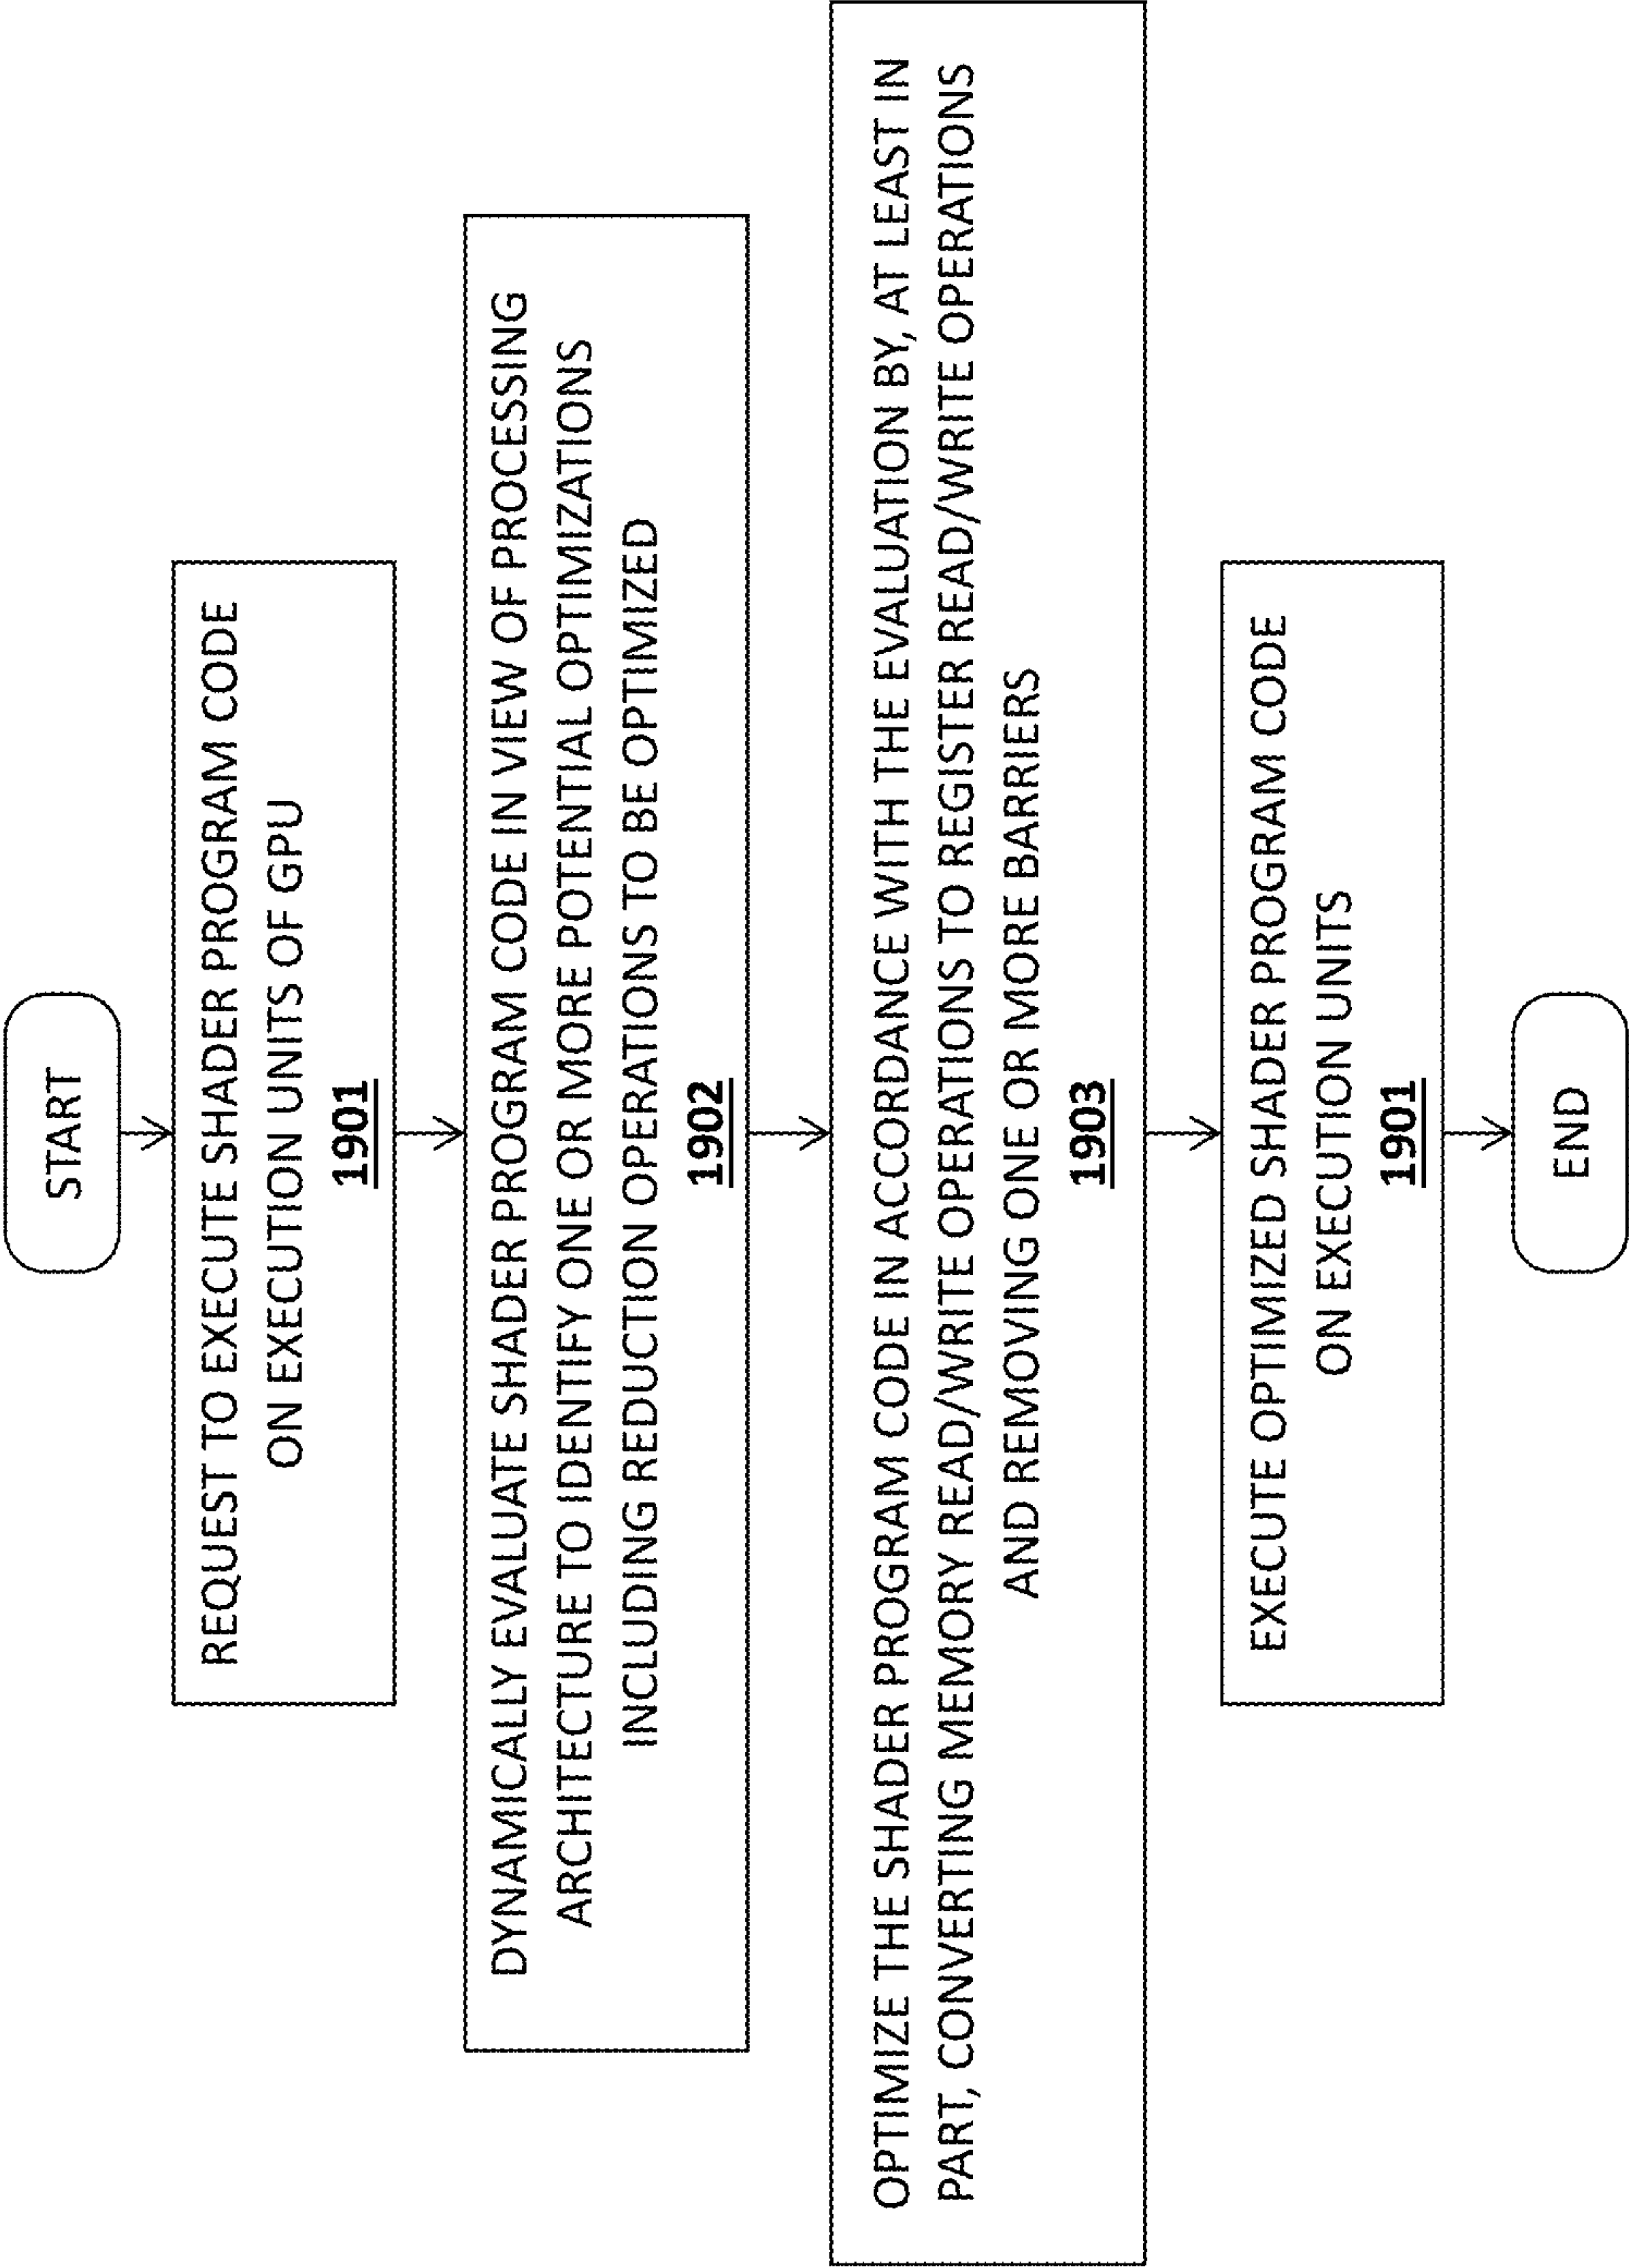 START
REQUEST TO EXECUTE SHADER PROGRAM CODE
ON EXECUTION UNITS OF GPU
1901
DYNAMICALLY EVALUATE SHADER PROGRAM CODE IN VIEW OF PROCESSING
ARCHITECTURE TO IDENTIFY ONE OR MORE POTENTIAL OPTIMIZATIONS
INCLUDING REDUCTION OPERATIONS TO BE OPTIMIZED
1902
OPTIMIZE THE SHADER PROGRAM CODE IN ACCORDANCE WITH THE EVALUATION BY, AT LEAST IN
PART, CONVERTING MEMORY READ/WRITE OPERATIONS TO REGISTER READ/WRITE OPERATIONS
AND REMOVING ONE OR MORE BARRIERS
1903
EXECUTE OPTIMIZED SHADER PROGRAM CODE
ON EXECUTION UNITS
1901
END